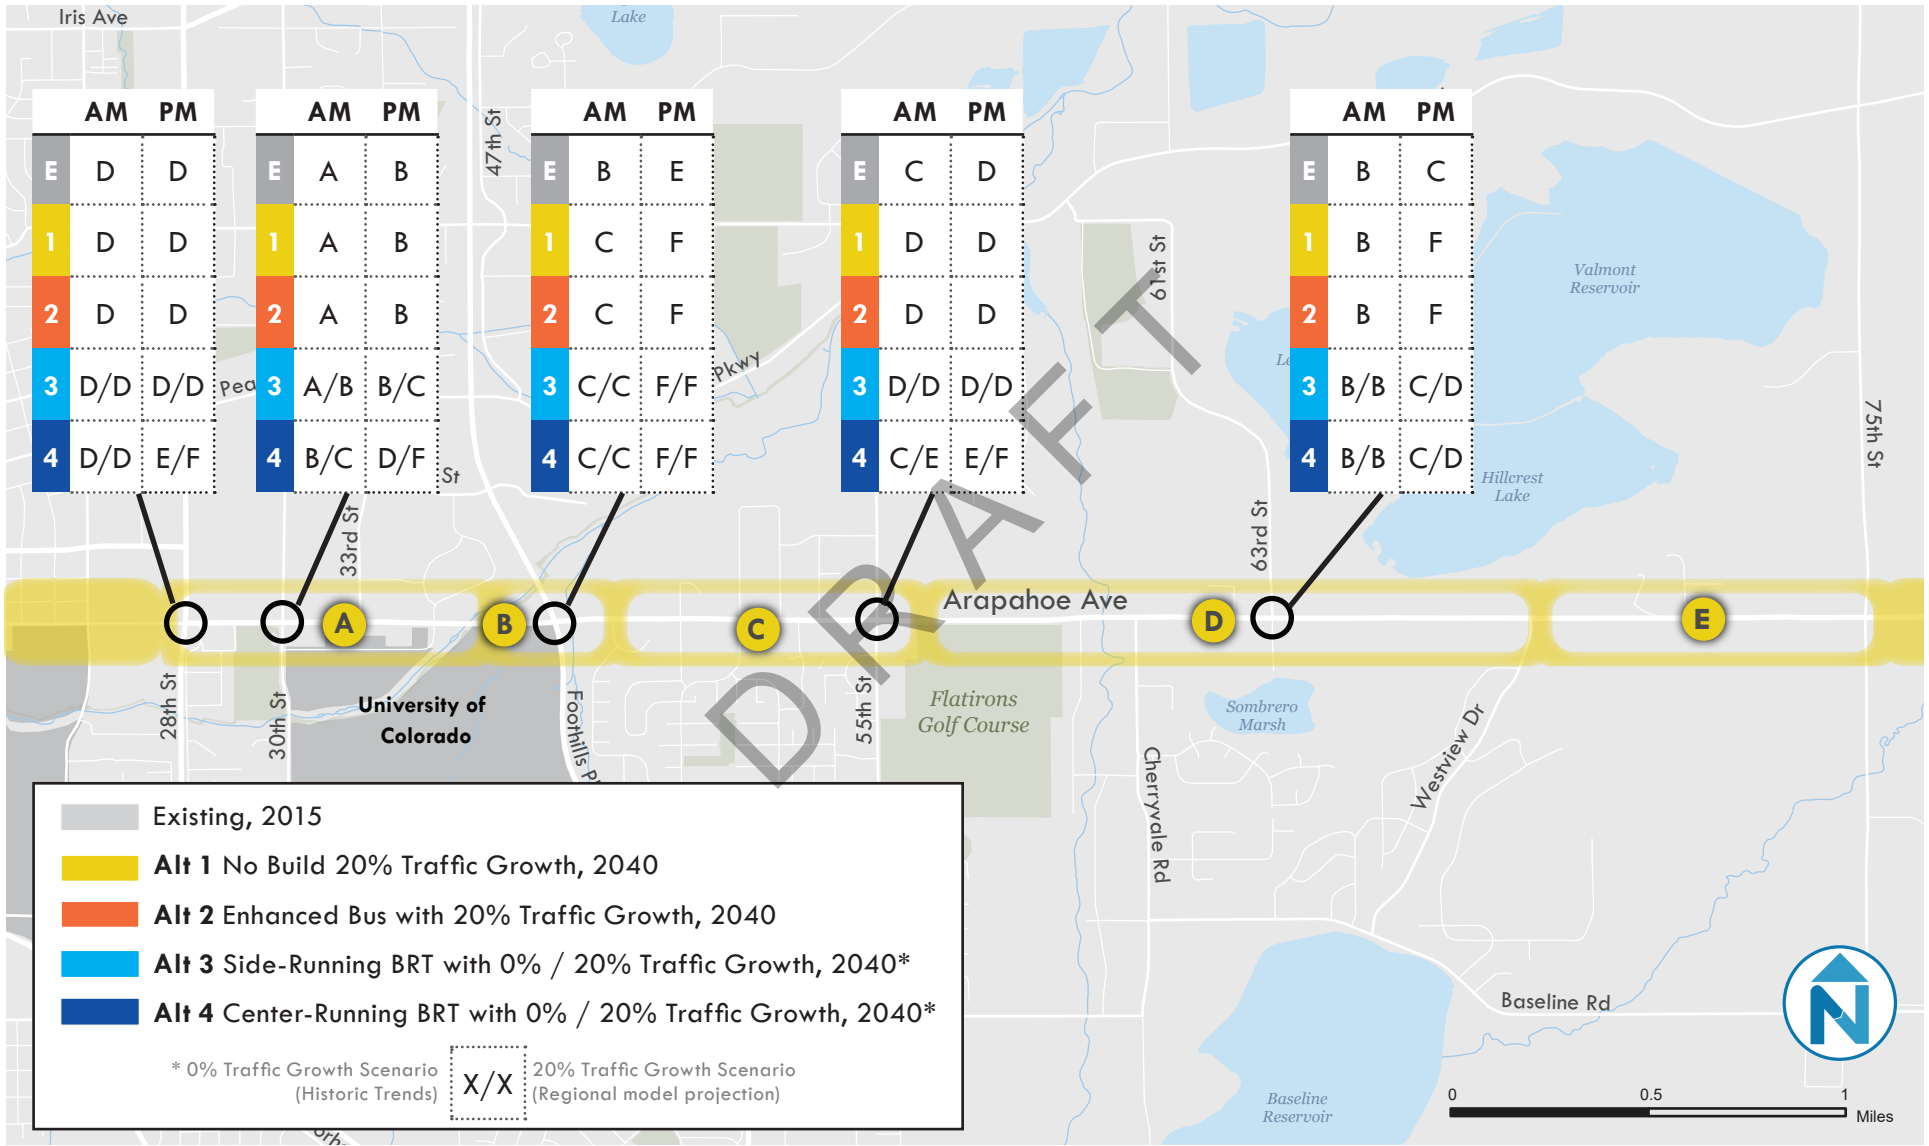 Iris Ave
Lake
47th St
AM PM
E D D
1 D D
2 D D
3 D/D D/D
4 D/D E/F
AM PM
E A B
1 A B
2 A B
3 A/B B/C
4 B/C D/F
AM PM
E B E
1 C F
2 C F
3 C/C F/F
4 C/C F/F
AM PM
E C D
1 D D
2 D D
3 D/D D/D
4 C/E E/F
AM PM
E B C
1 B F
2 B F
3 B/B C/D
4 B/B C/D
61st St
Valmont
Reservoir
Pkwy
St
75th St
Hillcrest
Lake
33rd St
63rd St
DRAFT
Arapahoe Ave
A
B
C
D
E
28th St
30th St
University of
Colorado
55th St
Flatirons
Golf Course
Sombrero
Marsh
Cherryvale Rd
Westview Dr
Foothills
Existing, 2015
Alt 1 No Build 20% Traffic Growth, 2040
Alt 2 Enhanced Bus with 20% Traffic Growth, 2040
Alt 3 Side-Running BRT with 0% / 20% Traffic Growth, 2040*
Alt 4 Center-Running BRT with 0% / 20% Traffic Growth, 2040*
* 0% Traffic Growth Scenario
(Historic Trends)
X/X
20% Traffic Growth Scenario
(Regional model projection)
Baseline Rd
Baseline
Reservoir
N
0 0.5 1
Miles